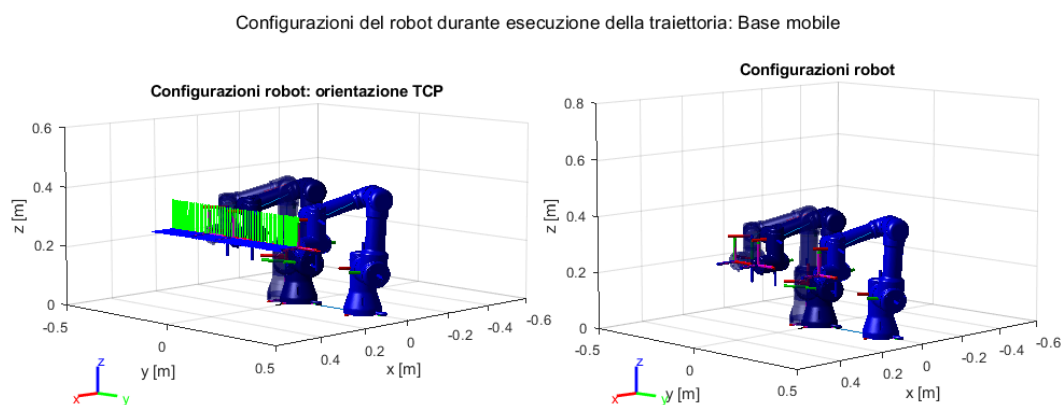 Configurazioni del robot durante esecuzione della traiettoria: Base mobile
Configurazioni robot: orientazione TCP
0.6
0.4
0.2
0
z [m]
-0.5
0
0.5
y [m]
0.4
0.2
0
-0.2
-0.4
-0.6
x [m]
z
x
y
Configurazioni robot
0.8
0.6
0.4
0.2
0
z [m]
-0.5
0
0.5
y [m]
0.4
0.2
0
-0.2
-0.4
-0.6
x [m]
z
x
y